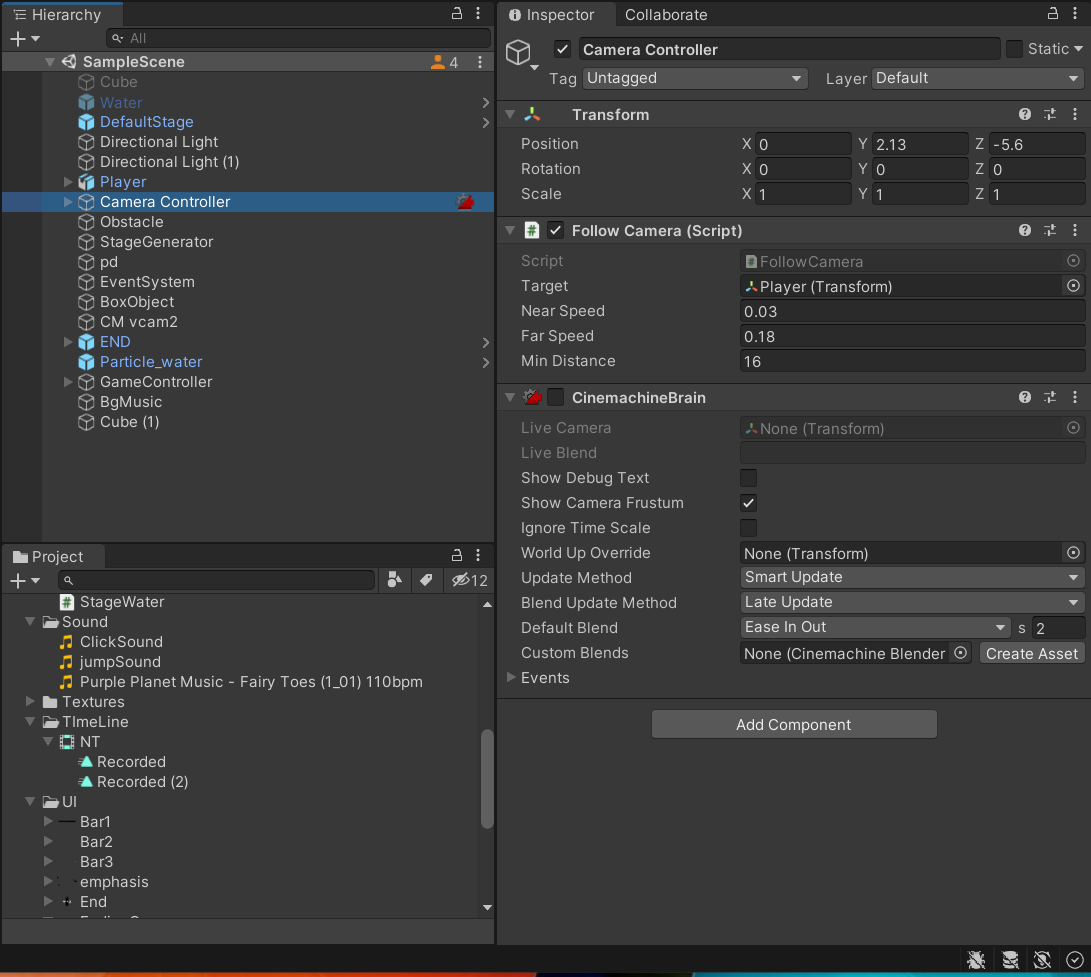 Hierarchy
All
SampleScene
4
Cube
Water
DefaultStage
Directional Light
Directional Light (1)
Player
Camera Controller
Obstacle
StageGenerator
pd
EventSystem
BoxObject
CM vcam2
END
Particle_water
GameController
BgMusic
Cube (1)
Project
12
StageWater
Sound
ClickSound
jumpSound
Purple Planet Music - Fairy Toes (1_01) 110bpm
Textures
TImeLine
NT
Recorded
Recorded (2)
UI
Bar1
Bar2
Bar3
emphasis
End
Inspector Collaborate
Camera Controller Static
Tag Untagged Layer Default
Transform
Position X 0 Y 2.13 Z -5.6
Rotation X 0 Y 0 Z 0
Scale X 1 Y 1 Z 1
Follow Camera (Script)
Script FollowCamera
Target Player (Transform)
Near Speed 0.03
Far Speed 0.18
Min Distance 16
CinemachineBrain
Live Camera None (Transform)
Live Blend
Show Debug Text
Show Camera Frustum
Ignore Time Scale
World Up Override None (Transform)
Update Method Smart Update
Blend Update Method Late Update
Default Blend Ease In Out s 2
Custom Blends None (Cinemachine Blender Create Asset
Events
Add Component